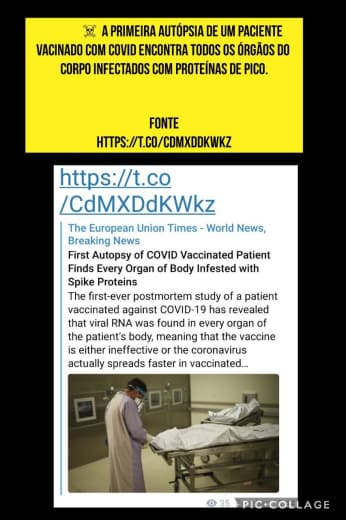 ☠ A PRIMEIRA AUTÓPSIA DE UM PACIENTE
VACINADO COM COVID ENCONTRA TODOS OS ÓRGÃOS DO
CORPO INFECTADOS COM PROTEÍNAS DE PICO.
FONTE
HTTPS://T.CO/CDMXDDKWKZ
https://t.co
/CdMXDdKWkz
The European Union Times - World News,
Breaking News
First Autopsy of COVID Vaccinated Patient
Finds Every Organ of Body Infested with
Spike Proteins
The first-ever postmortem study of a patient
vaccinated against COVID-19 has revealed
that viral RNA was found in every organ of
the patient's body, meaning that the vaccine
is either ineffective or the coronavirus
actually spreads faster in vaccinated...
PIC•COLLAGE